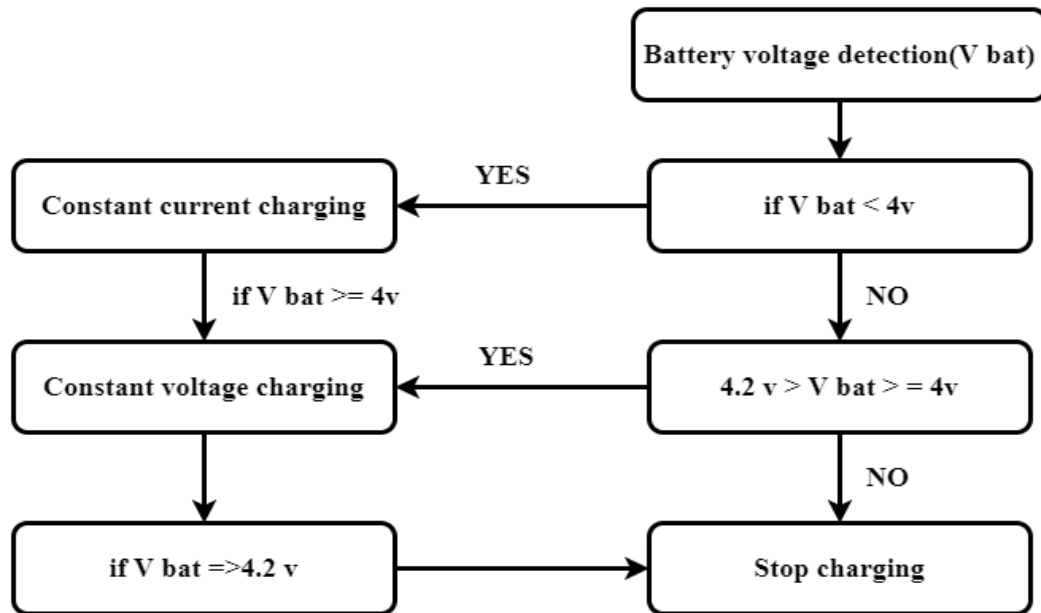 Battery voltage detection(V bat)
YES
Constant current charging
if V bat < 4v
if V bat >= 4v
NO
YES
Constant voltage charging
4.2 v > V bat > = 4v
NO
if V bat =>4.2 v
Stop charging